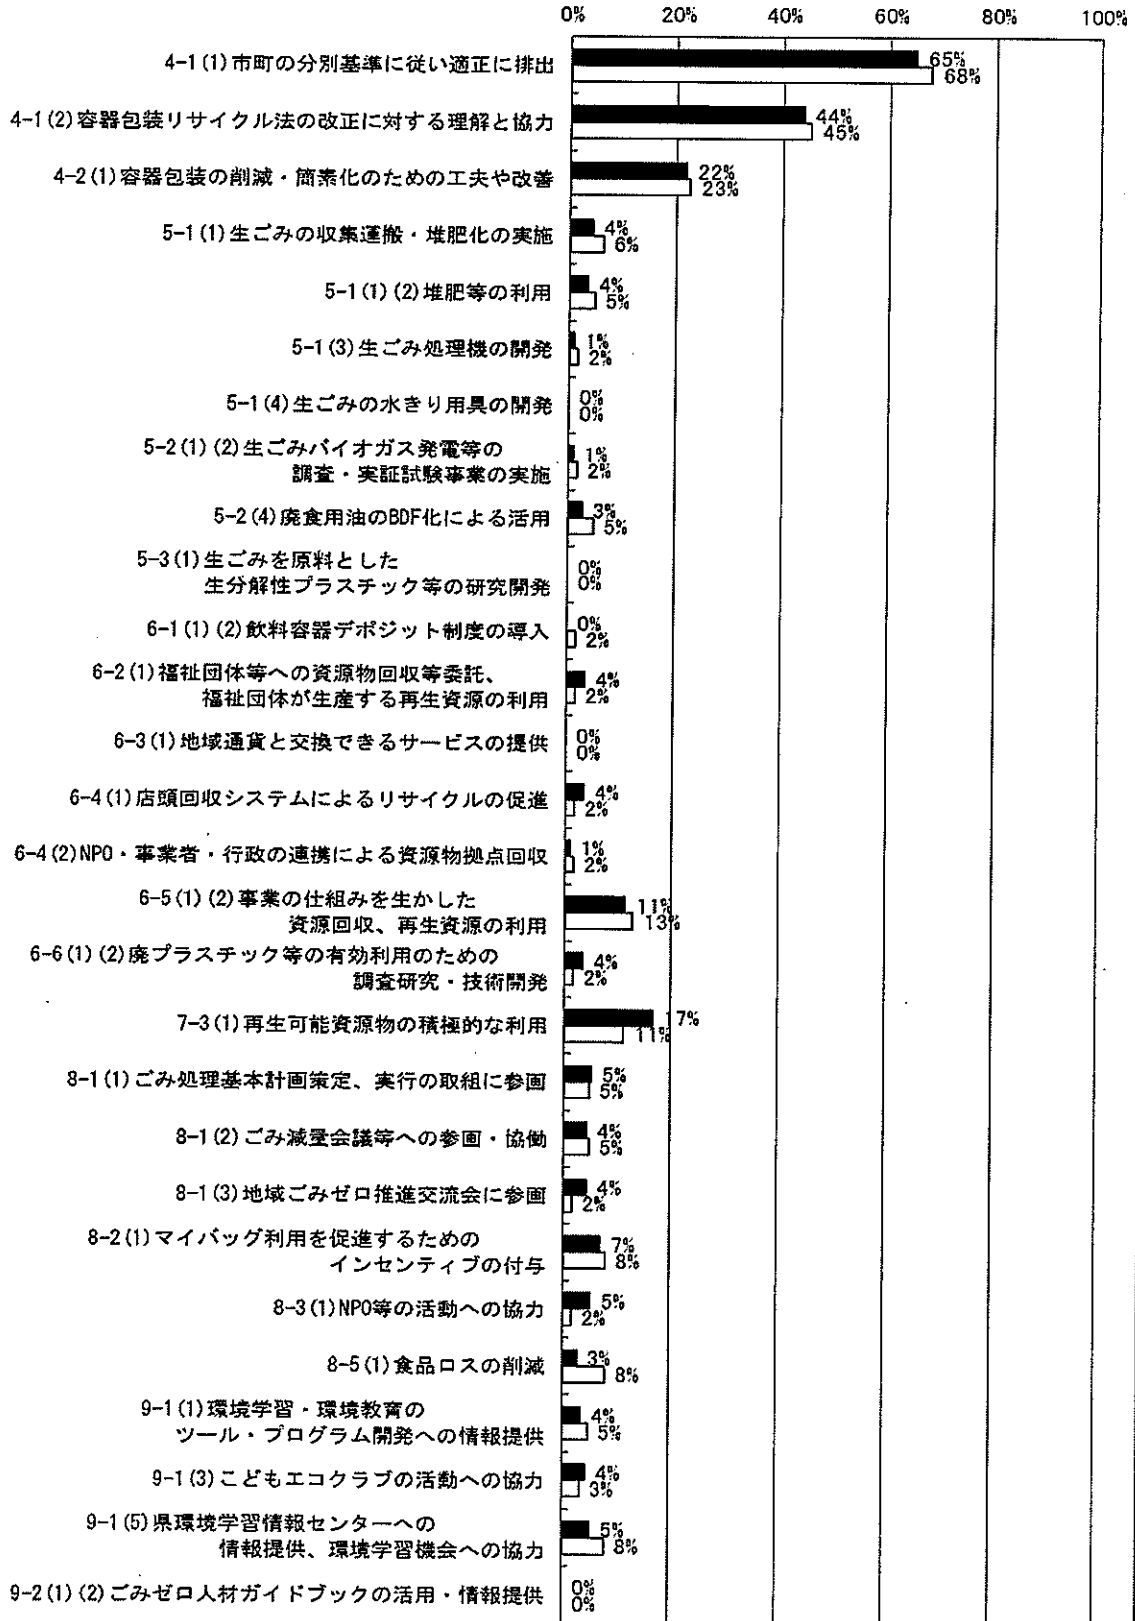 0% 20% 40% 60% 80% 100%
4-1(1)市町の分別基準に従い適正に排出
65%
68%
4-1(2)容器包装リサイクル法の改正に対する理解と協力
44%
45%
4-2(1)容器包装の削減・簡素化のための工夫や改善
22%
23%
5-1(1)生ごみの収集運搬・堆肥化の実施
4%
6%
5-1(1)(2)堆肥等の利用
4%
5%
5-1(3)生ごみ処理機の開発
1%
2%
5-1(4)生ごみの水きり用具の開発
0%
0%
5-2(1)(2)生ごみバイオガス発電等の
調査・実証試験事業の実施
1%
2%
5-2(4)廃食用油のBDF化による活用
3%
5%
5-3(1)生ごみを原料とした
生分解性プラスチック等の研究開発
0%
0%
6-1(1)(2)飲料容器デポジット制度の導入
0%
2%
6-2(1)福祉団体等への資源物回収等委託、
福祉団体が生産する再生資源の利用
4%
2%
6-3(1)地域通貨と交換できるサービスの提供
0%
0%
6-4(1)店頭回収システムによるリサイクルの促進
4%
2%
6-4(2)NPO・事業者・行政の連携による資源物拠点回収
1%
2%
6-5(1)(2)事業の仕組みを生かした
資源回収、再生資源の利用
11%
13%
6-6(1)(2)廃プラスチック等の有効利用のための
調査研究・技術開発
4%
2%
7-3(1)再生可能資源物の積極的な利用
17%
11%
8-1(1)ごみ処理基本計画策定、実行の取組に参画
5%
5%
8-1(2)ごみ減量会議等への参画・協働
4%
5%
8-1(3)地域ごみゼロ推進交流会に参画
4%
2%
8-2(1)マイバッグ利用を促進するための
インセンティブの付与
7%
8%
8-3(1)NPO等の活動への協力
5%
2%
8-5(1)食品ロスの削減
3%
8%
9-1(1)環境学習・環境教育の
ツール・プログラム開発への情報提供
4%
5%
9-1(3)こどもエコクラブの活動への協力
4%
3%
9-1(5)県環境学習情報センターへの
情報提供、環境学習機会への協力
5%
8%
9-2(1)(2)ごみゼロ人材ガイドブックの活用・情報提供
0%
0%